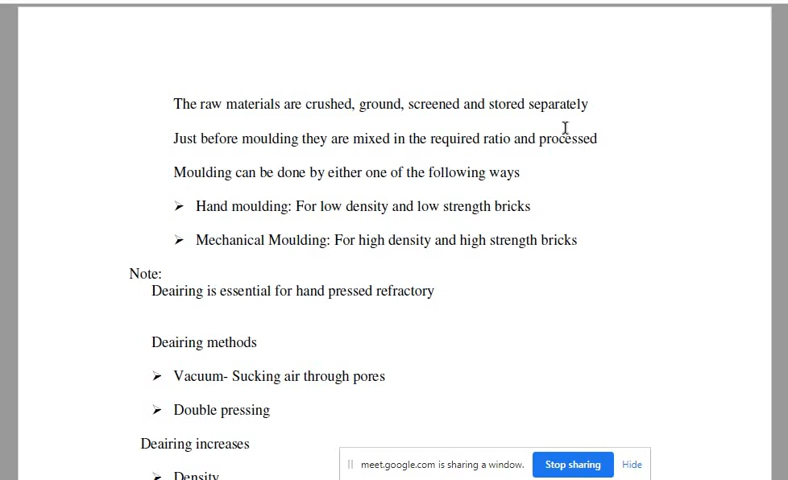 The raw materials are crushed, ground, screened and stored separately
Just before moulding they are mixed in the required ratio and processed
Moulding can be done by either one of the following ways
➢ Hand moulding: For low density and low strength bricks
➢ Mechanical Moulding: For high density and high strength bricks
Note:
Deairing is essential for hand pressed refractory
Deairing methods
➢ Vacuum- Sucking air through pores
➢ Double pressing
Deairing increases
➢ Density
meet.google.com is sharing a window. Stop sharing Hide